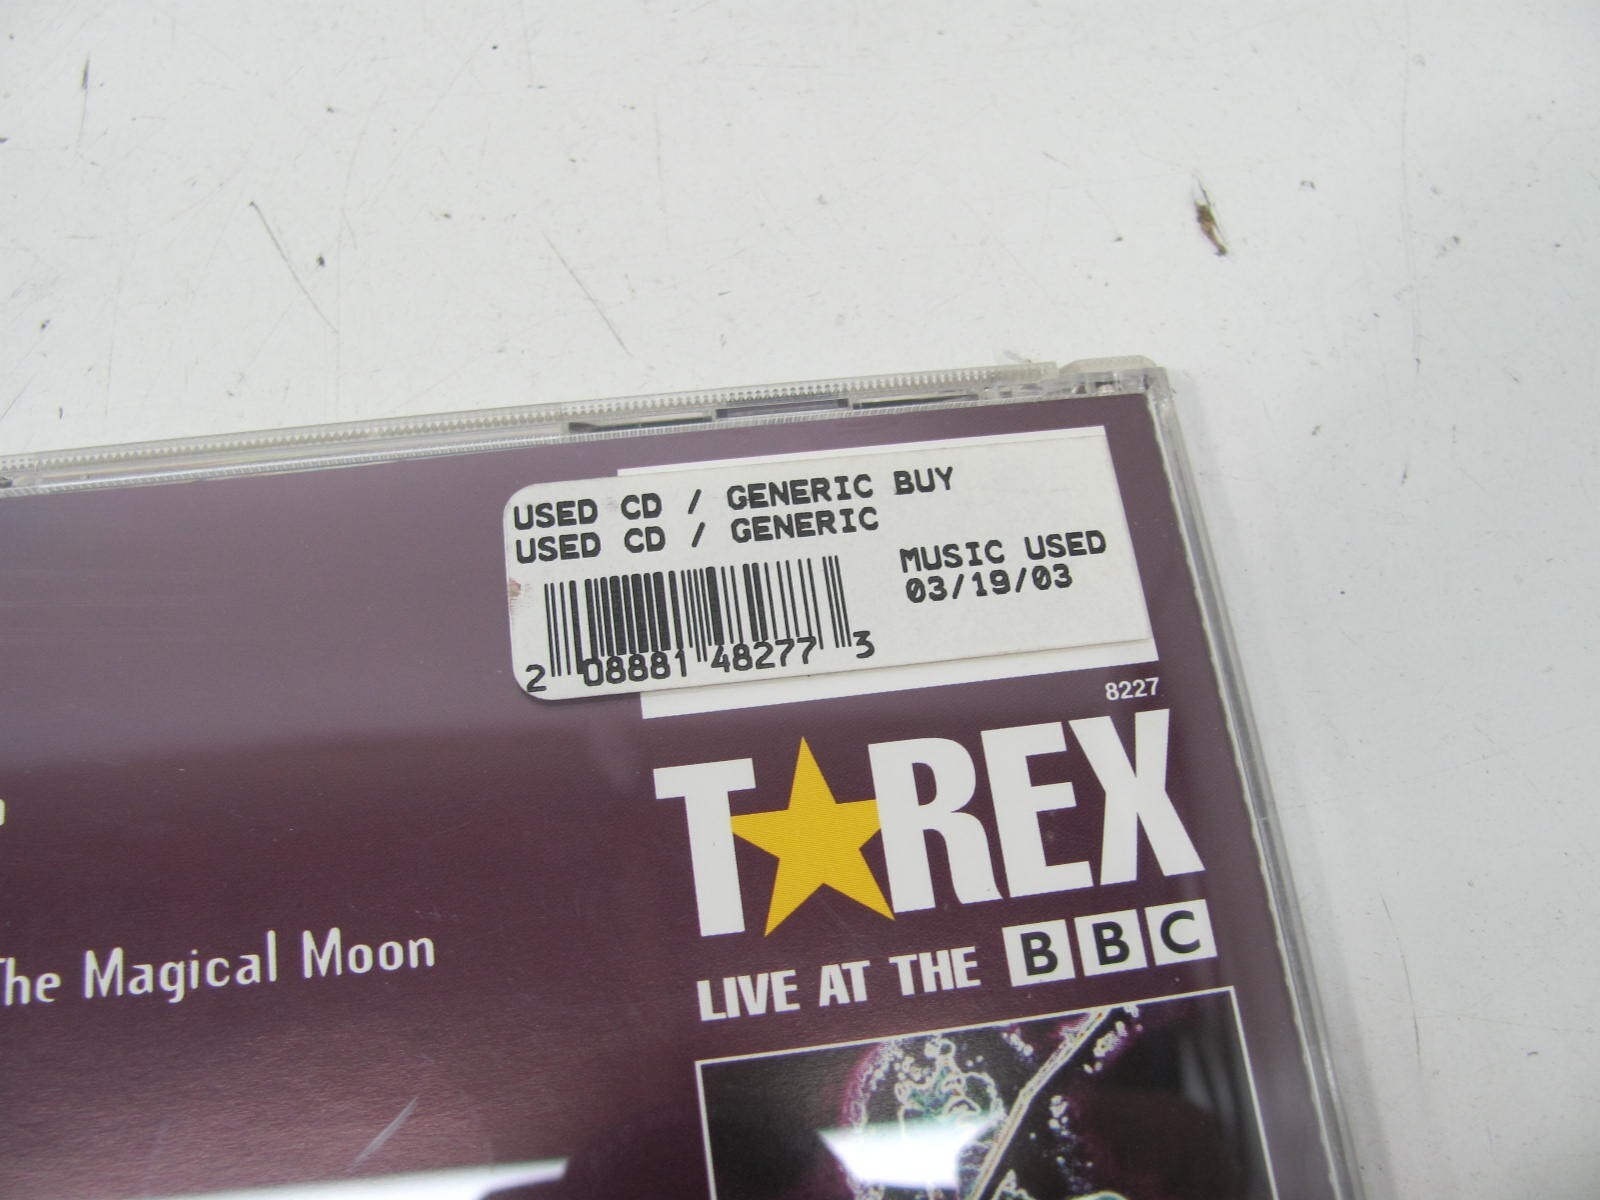 USED CD / GENERIC BUY
USED CD / GENERIC
MUSIC USED
03/19/03
2 08881 48277 3
8227
T★REX
LIVE AT THE BBC
The Magical Moon